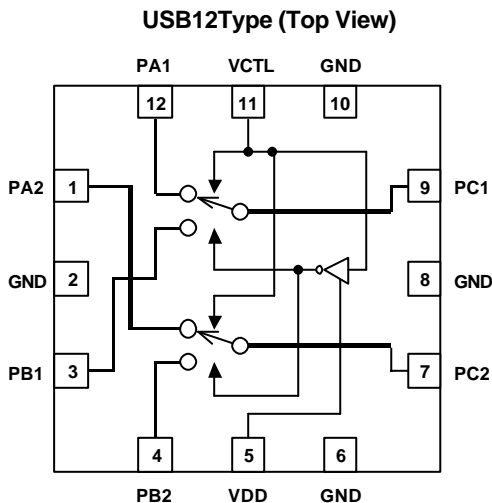 USB12Type (Top View)
PA1 VCTL GND
12 11 10
PA2 1 9 PC1
GND 2 8 GND
PB1 3 7 PC2
4 5 6
PB2 VDD GND